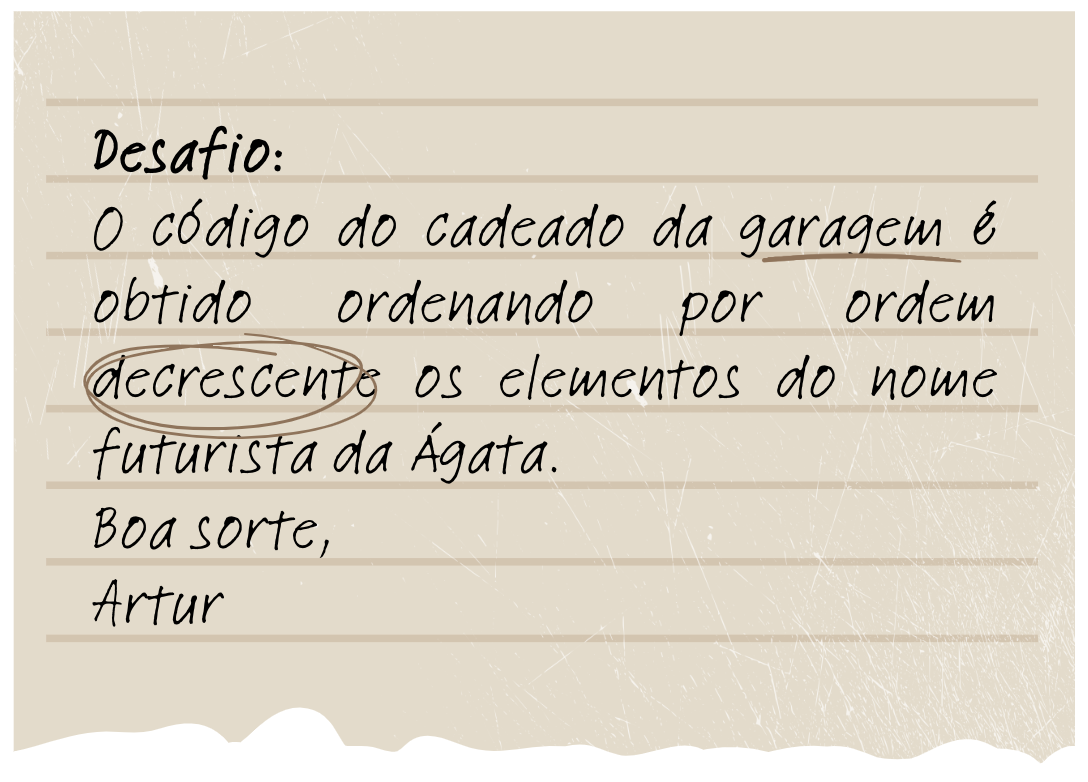 Desafio:
O código do cadeado da garagem é
obtido ordenando por ordem
decrescente os elementos do nome
futurista da Ágata.
Boa sorte,
Artur